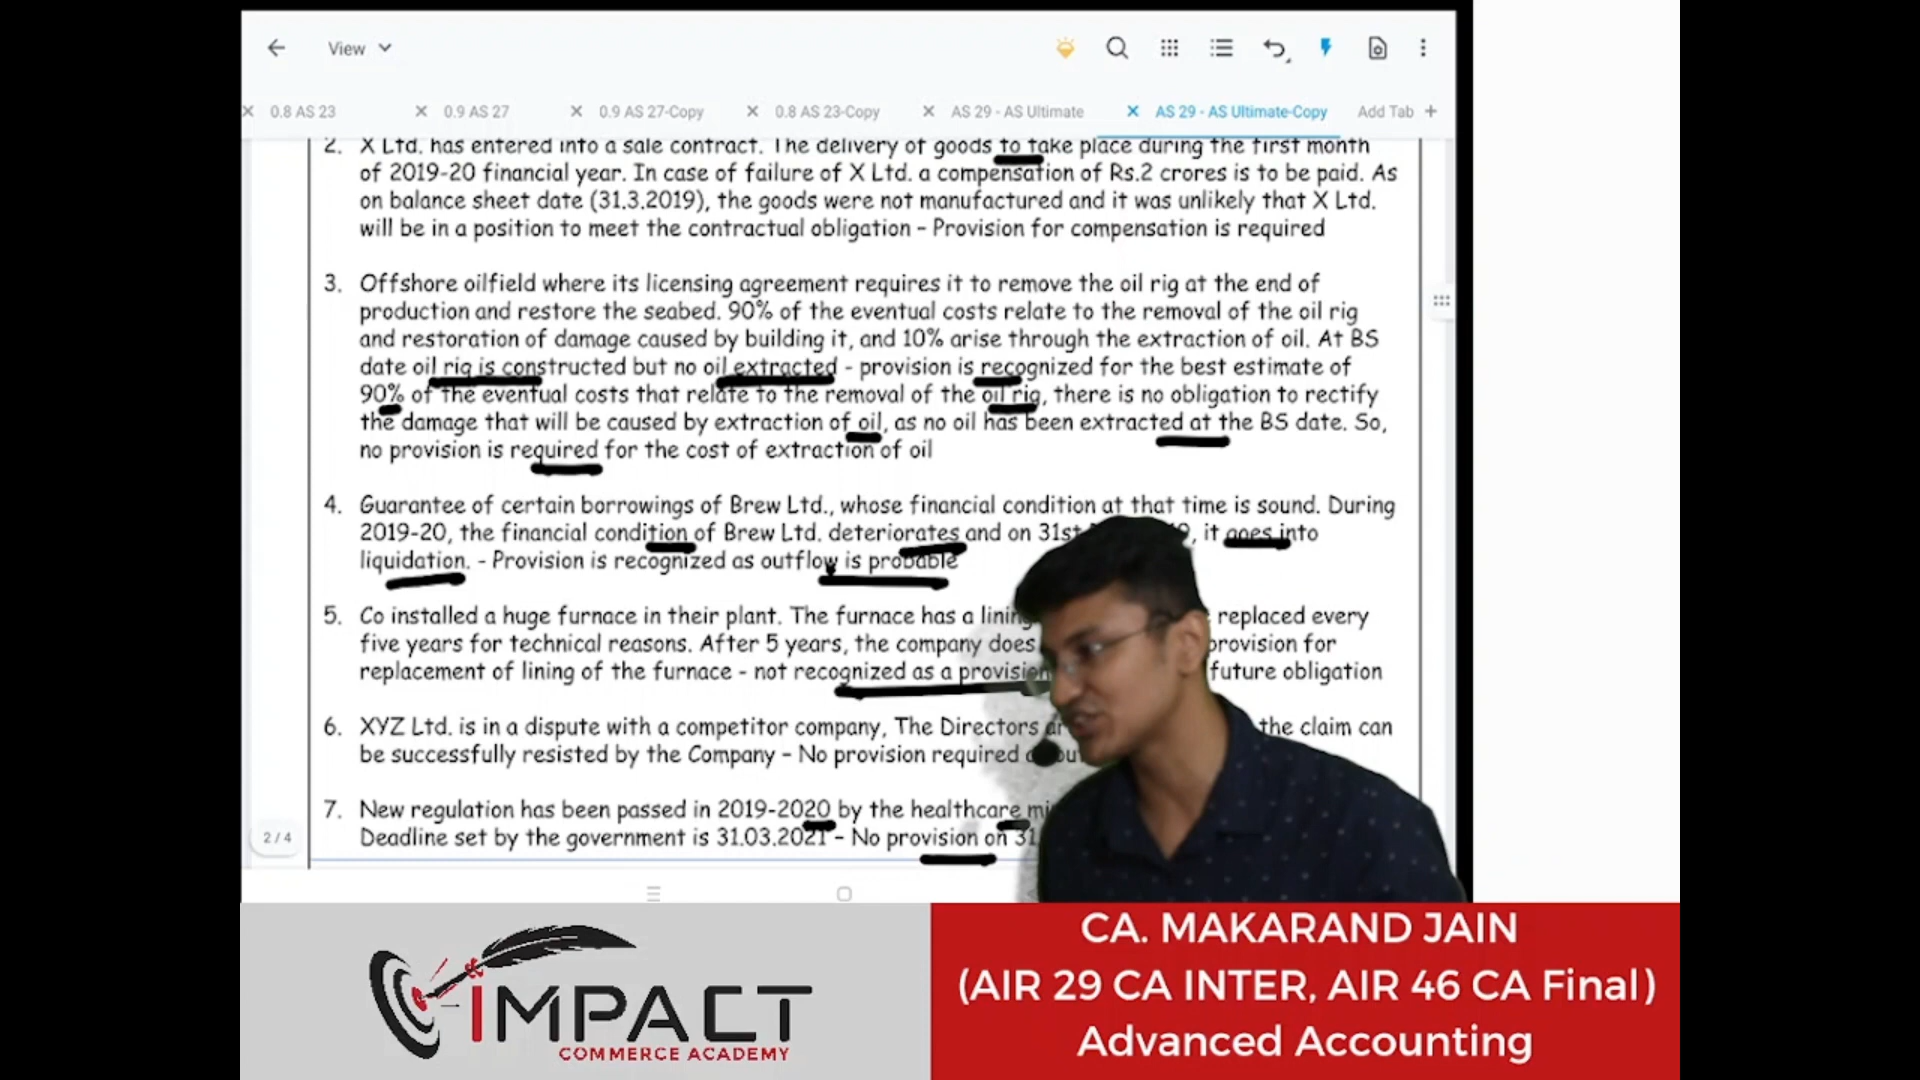 View
0.8 AS 23
0.9 AS 27
0.9 AS 27-Copy
0.8 AS 23-Copy
AS 29 - AS Ultimate
AS 29 - AS Ultimate-Copy
Add Tab +
2. X Ltd. has entered into a sale contract. The delivery of goods to take place during the first month
of 2019-20 financial year. In case of failure of X Ltd. a compensation of Rs.2 crores is to be paid. As
on balance sheet date (31.3.2019), the goods were not manufactured and it was unlikely that X Ltd.
will be in a position to meet the contractual obligation - Provision for compensation is required
3. Offshore oilfield where its licensing agreement requires it to remove the oil rig at the end of
production and restore the seabed. 90% of the eventual costs relate to the removal of the oil rig
and restoration of damage caused by building it, and 10% arise through the extraction of oil. At BS
date oil rig is constructed but no oil extracted - provision is recognized for the best estimate of
90% of the eventual costs that relate to the removal of the oil rig, there is no obligation to rectify
the damage that will be caused by extraction of oil, as no oil has been extracted at the BS date. So,
no provision is required for the cost of extraction of oil
4. Guarantee of certain borrowings of Brew Ltd., whose financial condition at that time is sound. During
2019-20, the financial condition of Brew Ltd. deteriorates and on 31st it goes into
liquidation. - Provision is recognized as outflow is probable
5. Co installed a huge furnace in their plant. The furnace has a lining replaced every
five years for technical reasons. After 5 years, the company does provision for
replacement of lining of the furnace - not recognized as a provision future obligation
6. XYZ Ltd. is in a dispute with a competitor company, The Directors the claim can
be successfully resisted by the Company - No provision required
7. New regulation has been passed in 2019-2020 by the healthcare
Deadline set by the government is 31.03.2021 - No provision on
2 / 4
IMPACT
COMMERCE ACADEMY
CA. MAKARAND JAIN
(AIR 29 CA INTER, AIR 46 CA Final)
Advanced Accounting